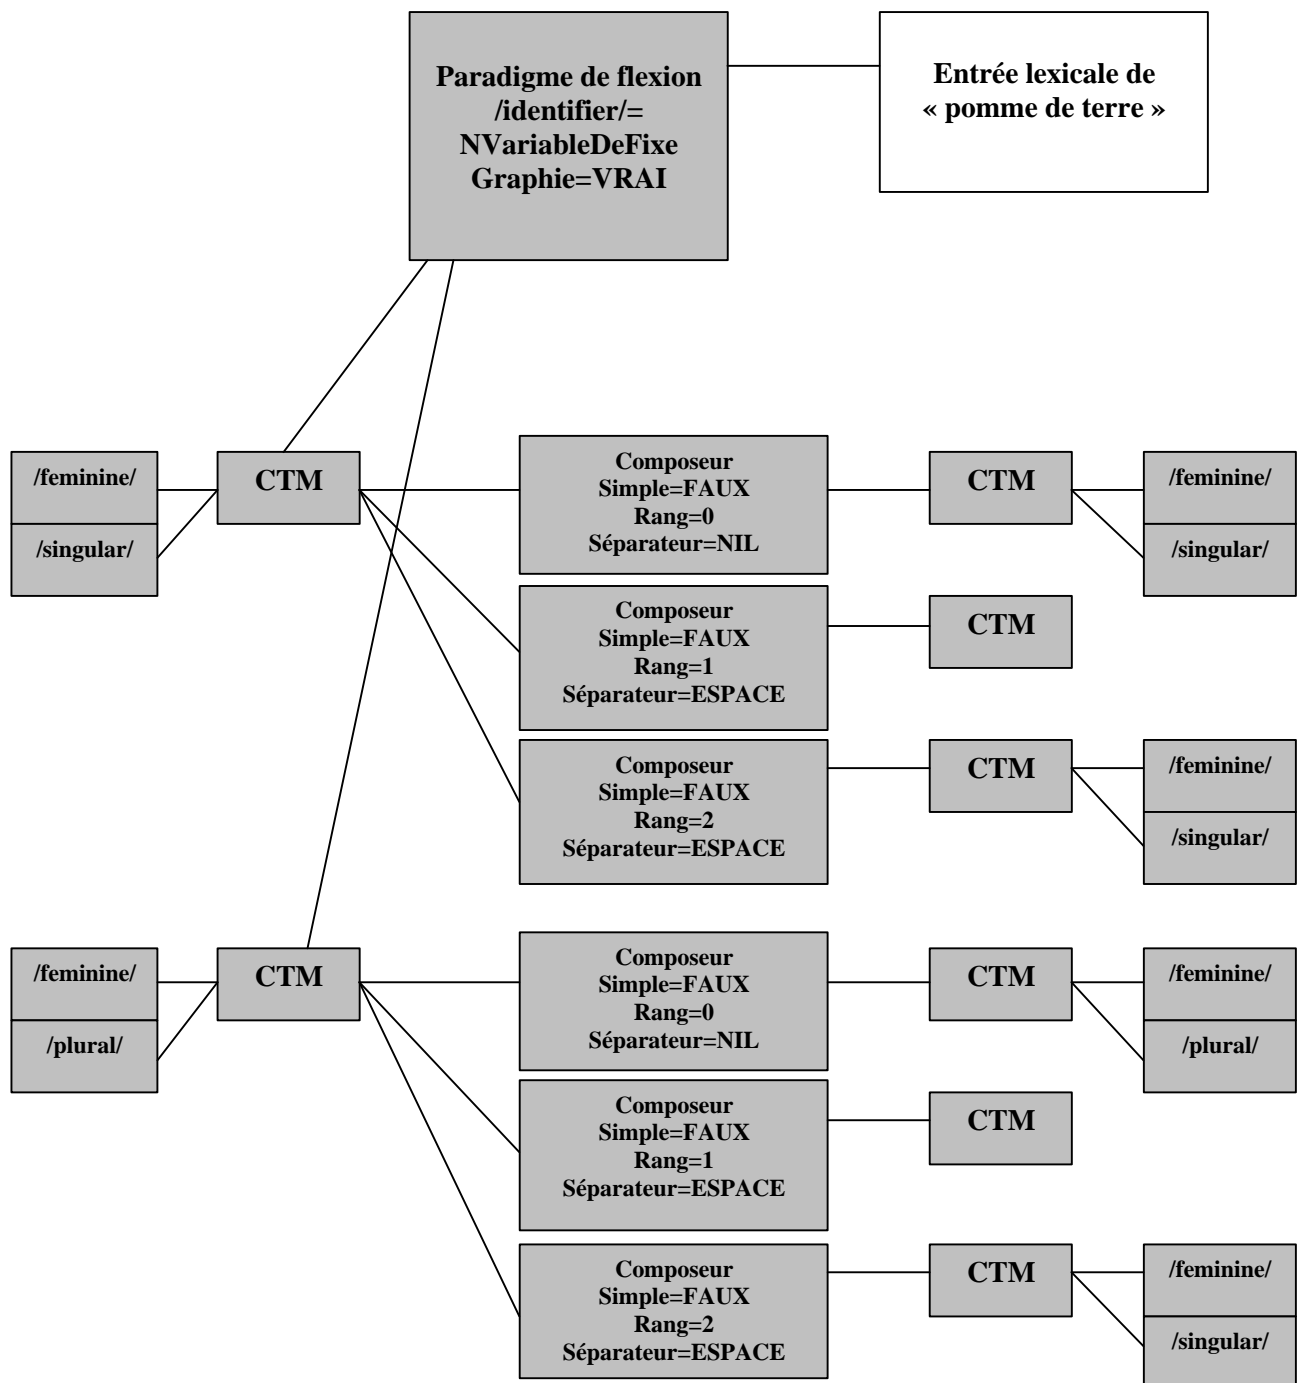 Paradigme de flexion
/identifier/=
NVariableDeFixe
Graphie=VRAI
Entrée lexicale de
« pomme de terre »
/feminine/
/singular/
CTM
Composeur
Simple=FAUX
Rang=0
Séparateur=NIL
CTM
/feminine/
/singular/
Composeur
Simple=FAUX
Rang=1
Séparateur=ESPACE
CTM
Composeur
Simple=FAUX
Rang=2
Séparateur=ESPACE
CTM
/feminine/
/singular/
/feminine/
/plural/
CTM
Composeur
Simple=FAUX
Rang=0
Séparateur=NIL
CTM
/feminine/
/plural/
Composeur
Simple=FAUX
Rang=1
Séparateur=ESPACE
CTM
Composeur
Simple=FAUX
Rang=2
Séparateur=ESPACE
CTM
/feminine/
/singular/